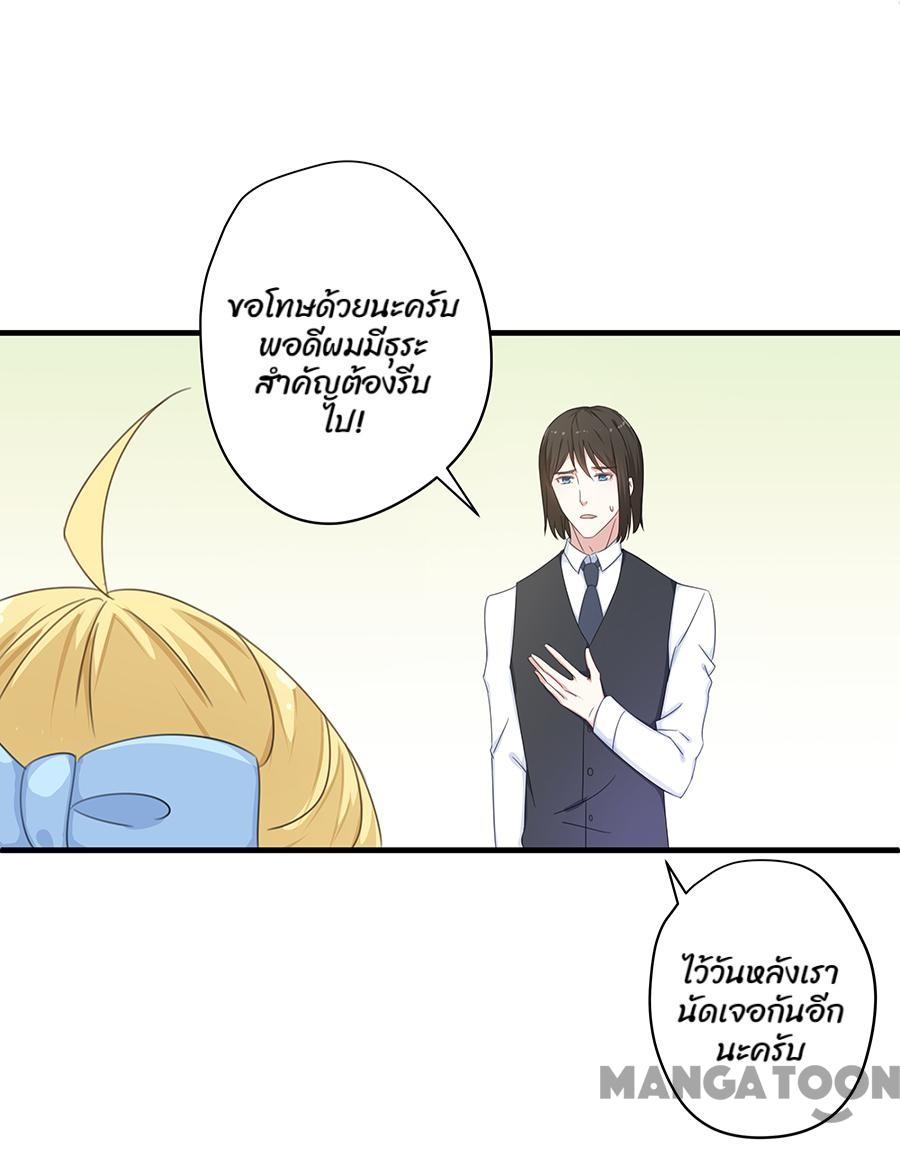 ขอโทษด้วยนะครับ
พอดีผมมีธุระ
สำคัญต้องรีบ
ไป!
ไว้วันหลังเรา
นัดเจอกันอีก
นะครับ
MANGATOON